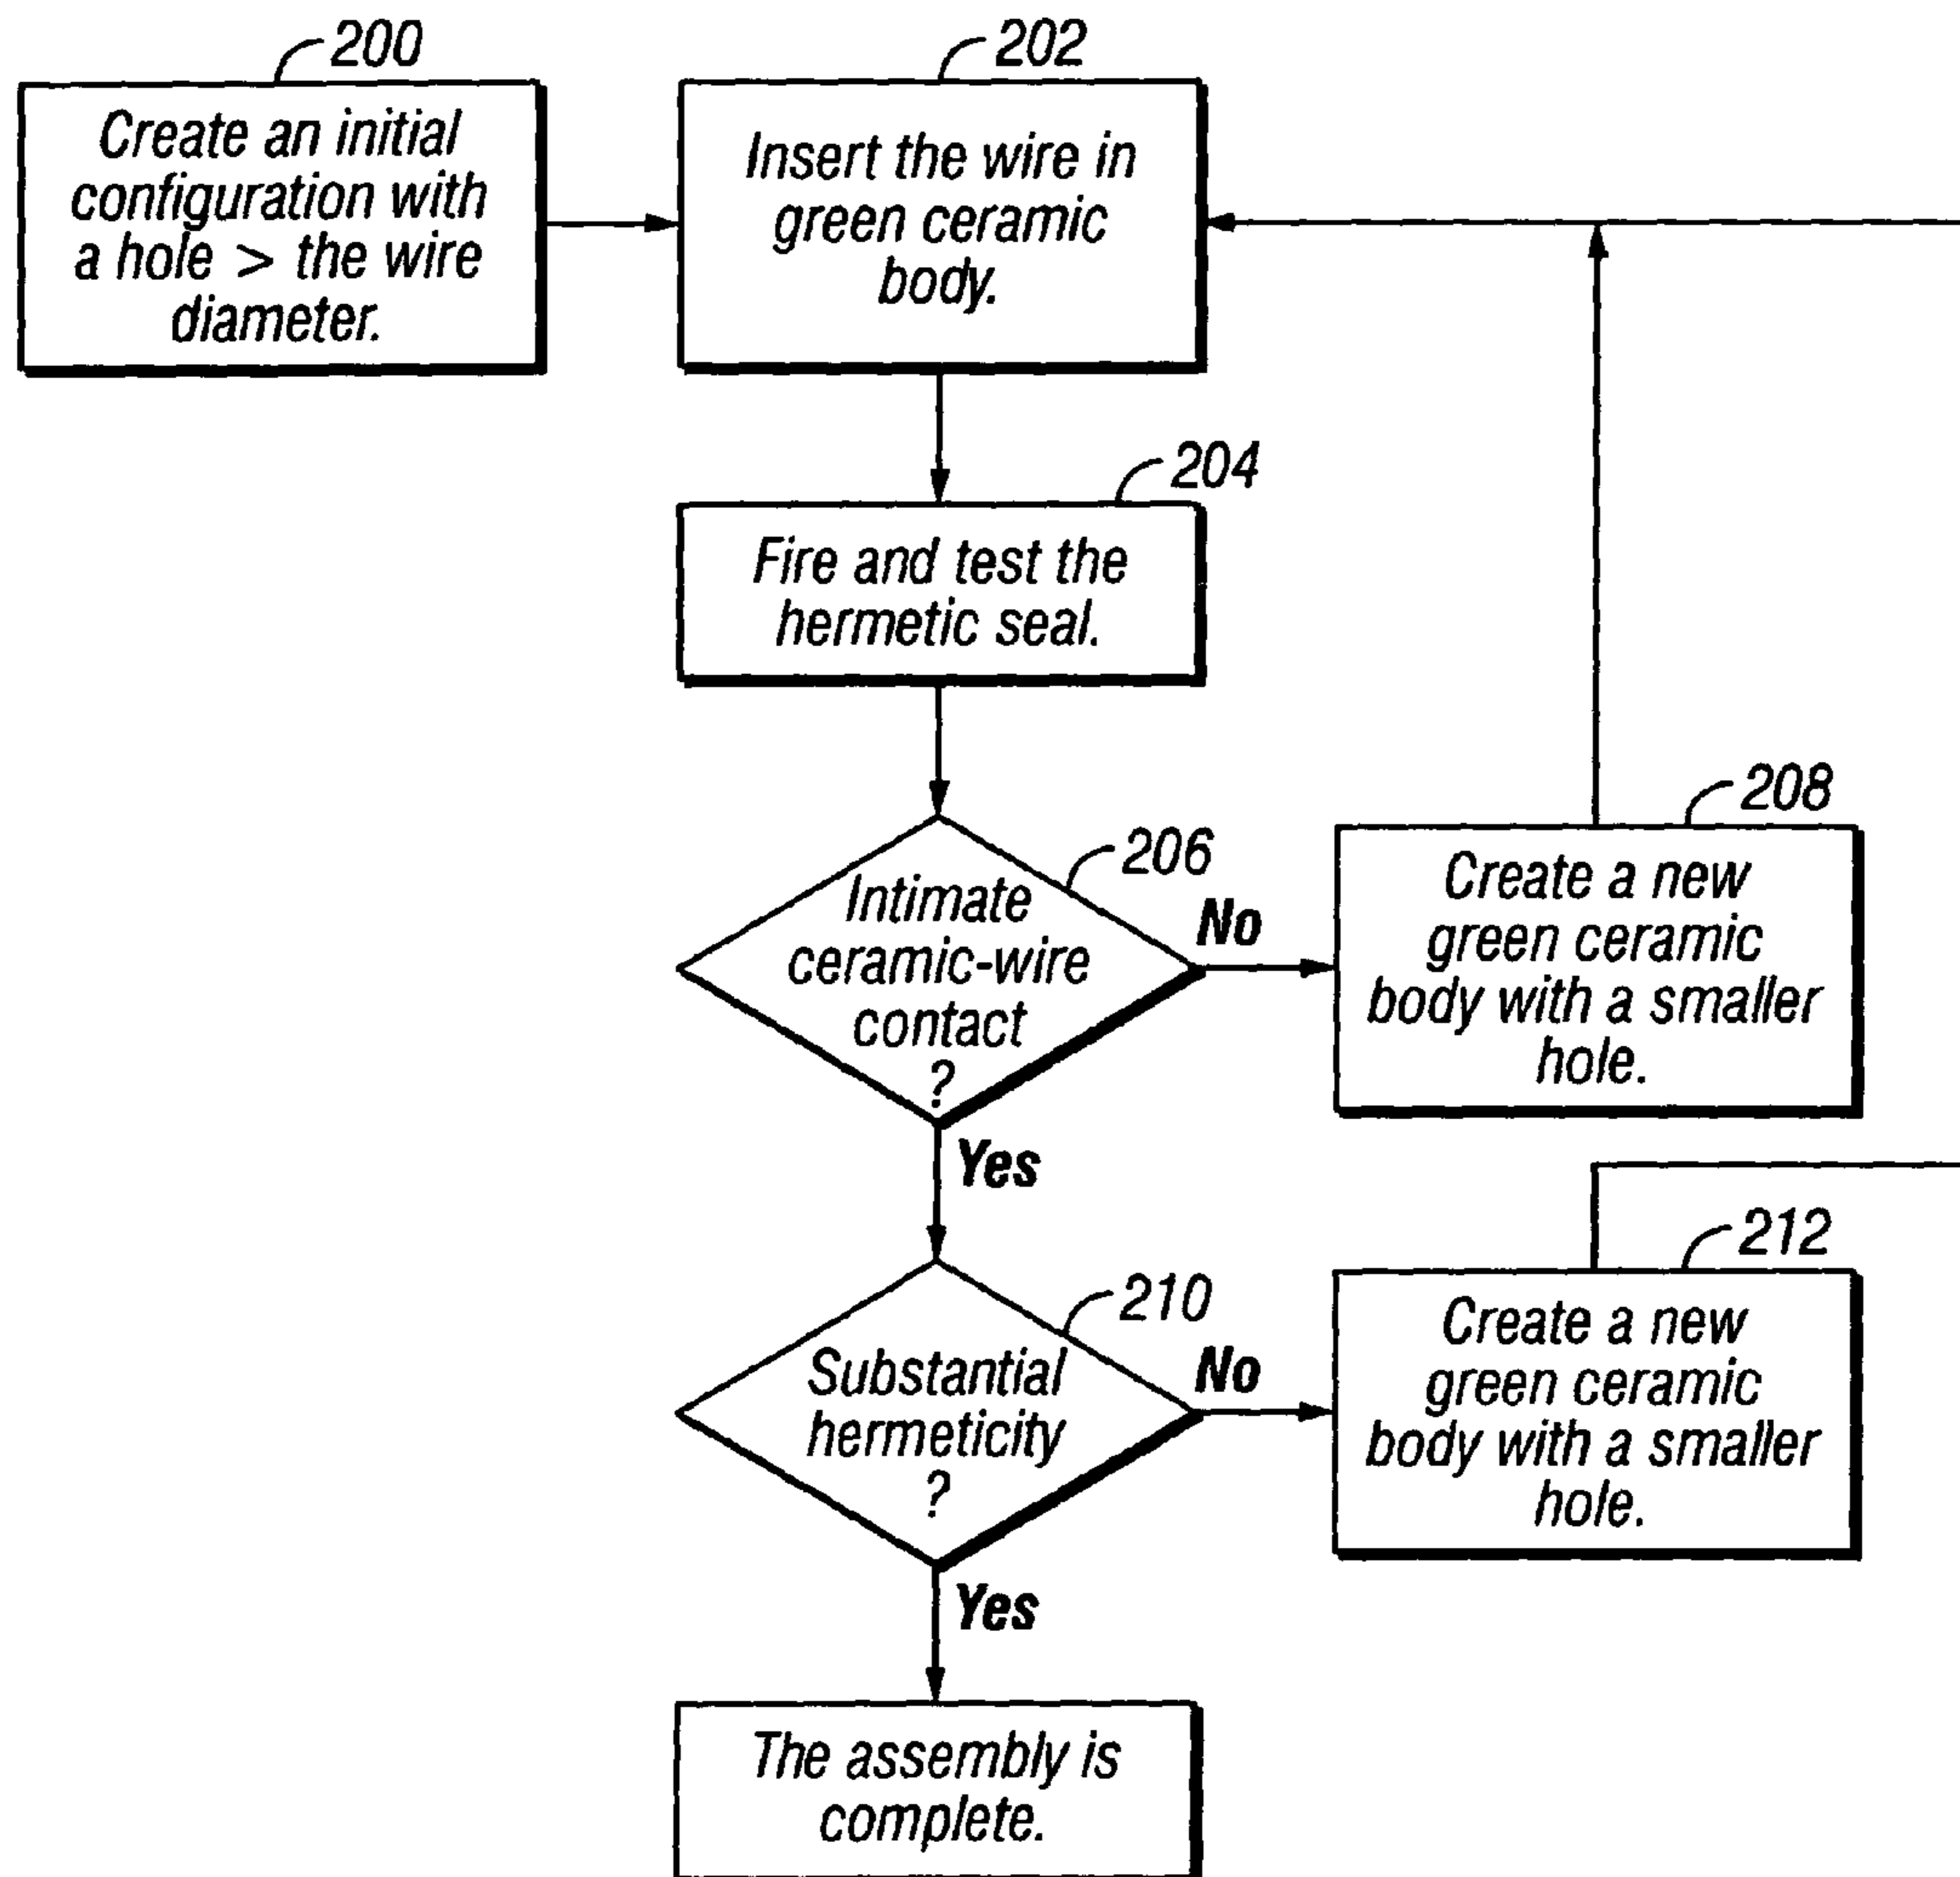 200
Create an initial
configuration with
a hole > the wire
diameter.
202
Insert the wire in
green ceramic
body.
204
Fire and test the
hermetic seal.
206
Intimate
ceramic-wire
contact
?
No
208
Create a new
green ceramic
body with a smaller
hole.
Yes
210
Substantial
hermeticity
?
No
212
Create a new
green ceramic
body with a smaller
hole.
Yes
The assembly is
complete.